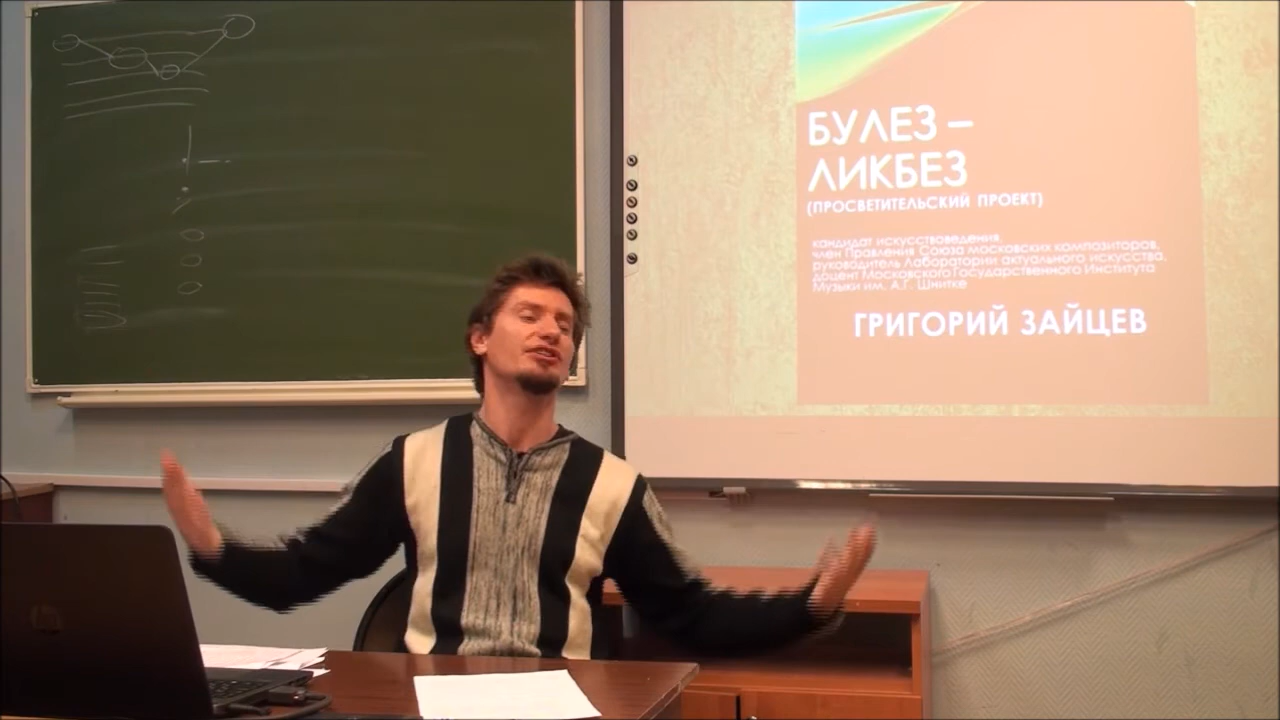 БУЛЕЗ –
ЛИКБЕЗ
(ПРОСВЕТИТЕЛЬСКИЙ ПРОЕКТ)
кандидат искусствоведения,
член Правления Союза московских композиторов,
руководитель Лаборатории актуального искусства,
доцент Московского Государственного Института
Музыки им. А.Г. Шнитке
ГРИГОРИЙ ЗАЙЦЕВ
hp